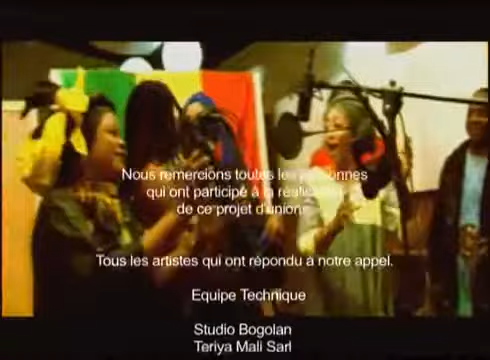 Nous remercions toutes les personnes
qui ont participé à la réalisation
de ce projet d'union.
Tous les artistes qui ont répondu à notre appel.
Equipe Technique
Studio Bogolan
Teriya Mali Sarl